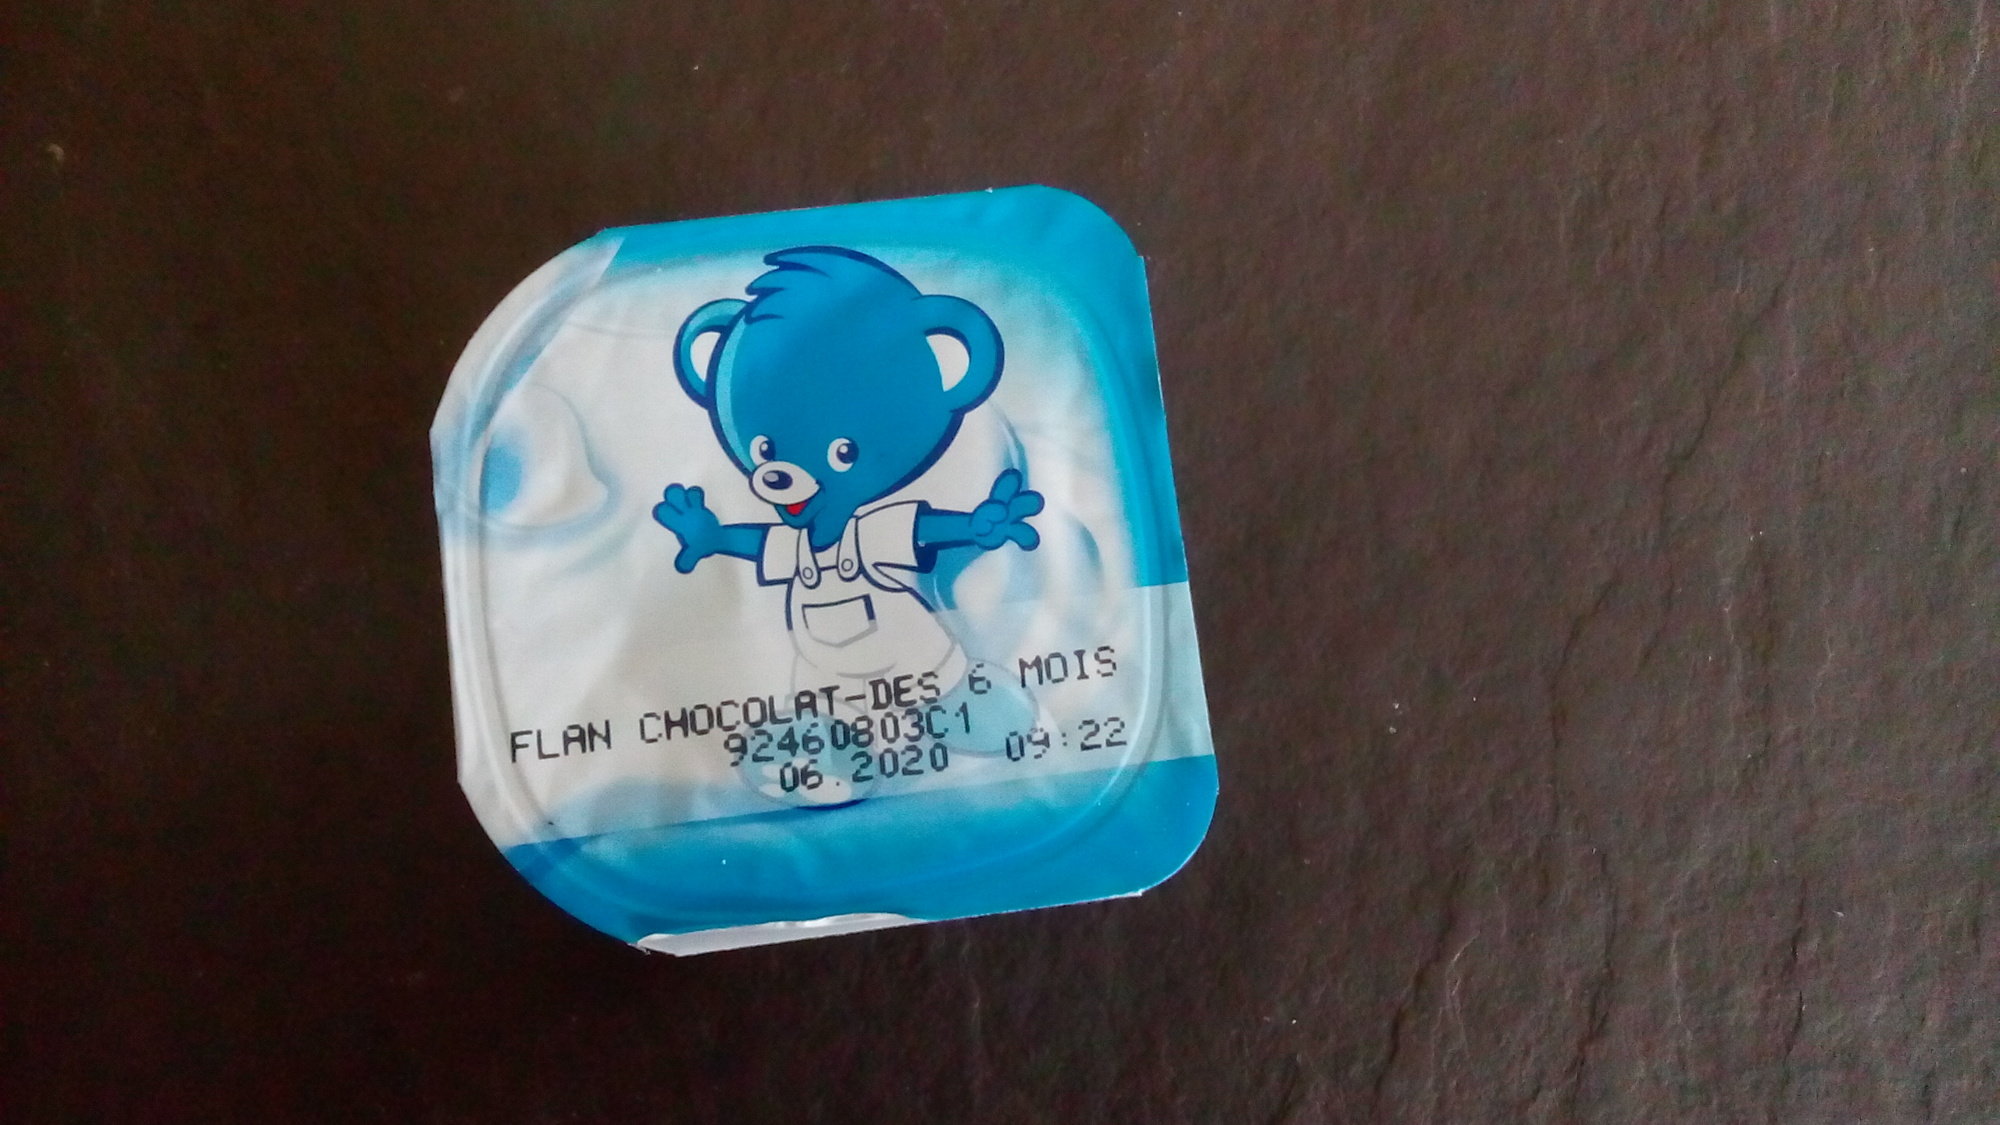 FLAN CHOCOLAT-DES 6 MOIS
92460803C1
06.2020 09:22